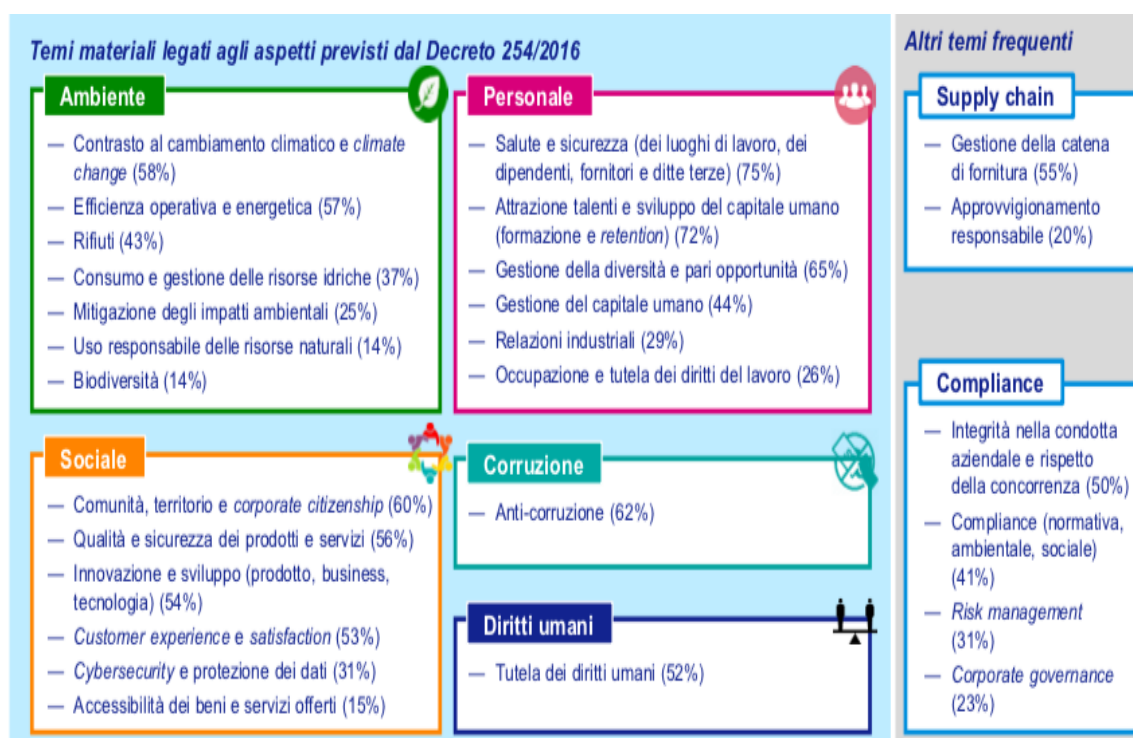 Temi materiali legati agli aspetti previsti dal Decreto 254/2016
Ambiente
— Contrasto al cambiamento climatico e climate
change (58%)
— Efficienza operativa e energetica (57%)
— Rifiuti (43%)
— Consumo e gestione delle risorse idriche (37%)
— Mitigazione degli impatti ambientali (25%)
— Uso responsabile delle risorse naturali (14%)
— Biodiversità (14%)
Personale
— Salute e sicurezza (dei luoghi di lavoro, dei
dipendenti, fornitori e ditte terze) (75%)
— Attrazione talenti e sviluppo del capitale umano
(formazione e retention) (72%)
— Gestione della diversità e pari opportunità (65%)
— Gestione del capitale umano (44%)
— Relazioni industriali (29%)
— Occupazione e tutela dei diritti del lavoro (26%)
Sociale
— Comunità, territorio e corporate citizenship (60%)
— Qualità e sicurezza dei prodotti e servizi (56%)
— Innovazione e sviluppo (prodotto, business,
tecnologia) (54%)
— Customer experience e satisfaction (53%)
— Cybersecurity e protezione dei dati (31%)
— Accessibilità dei beni e servizi offerti (15%)
Corruzione
— Anti-corruzione (62%)
Diritti umani
— Tutela dei diritti umani (52%)
Altri temi frequenti
Supply chain
— Gestione della catena
di fornitura (55%)
— Approvvigionamento
responsabile (20%)
Compliance
— Integrità nella condotta
aziendale e rispetto
della concorrenza (50%)
— Compliance (normativa,
ambientale, sociale)
(41%)
— Risk management
(31%)
— Corporate governance
(23%)